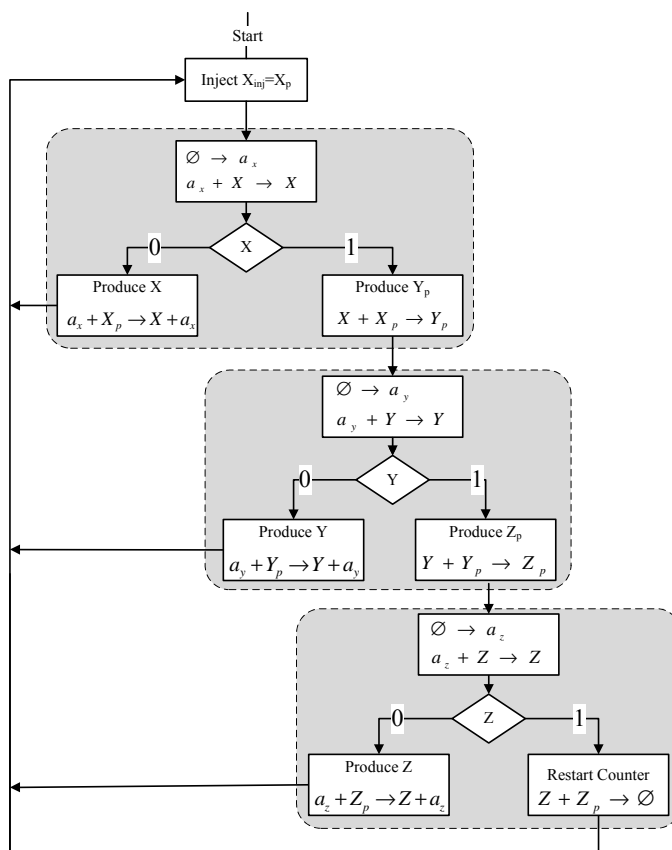 Start
Inject X_inj=X_p
∅ → a_x
a_x + X → X
X
0
1
Produce X
a_x + X_p → X + a_x
Produce Y_p
X + X_p → Y_p
∅ → a_y
a_y + Y → Y
Y
0
1
Produce Y
a_y + Y_p → Y + a_y
Produce Z_p
Y + Y_p → Z_p
∅ → a_z
a_z + Z → Z
Z
0
1
Produce Z
a_z + Z_p → Z + a_z
Restart Counter
Z + Z_p → ∅